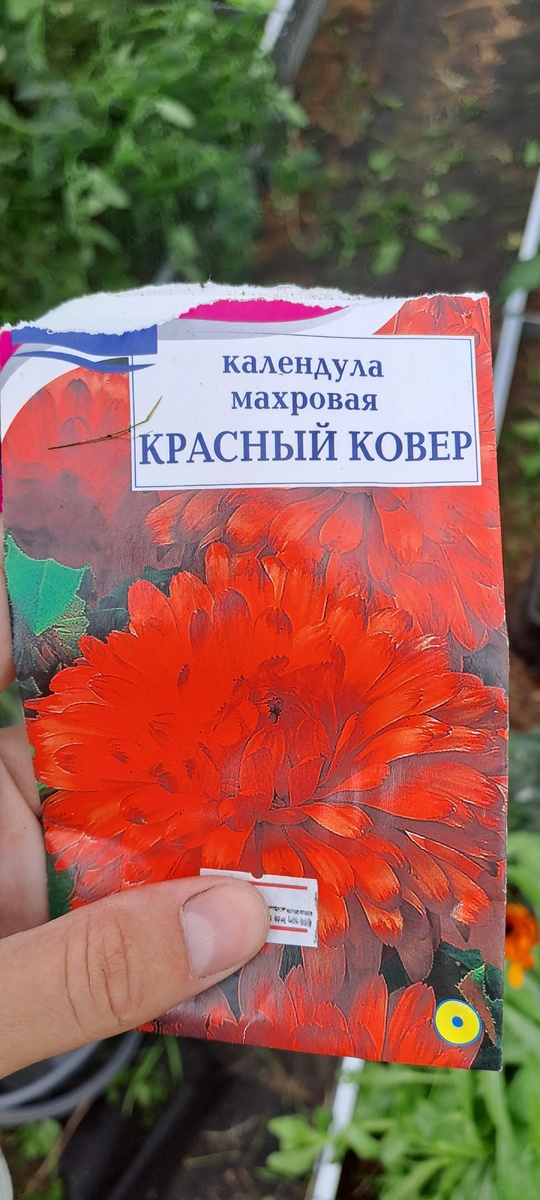 календула
махровая
КРАСНЫЙ КОВЕР